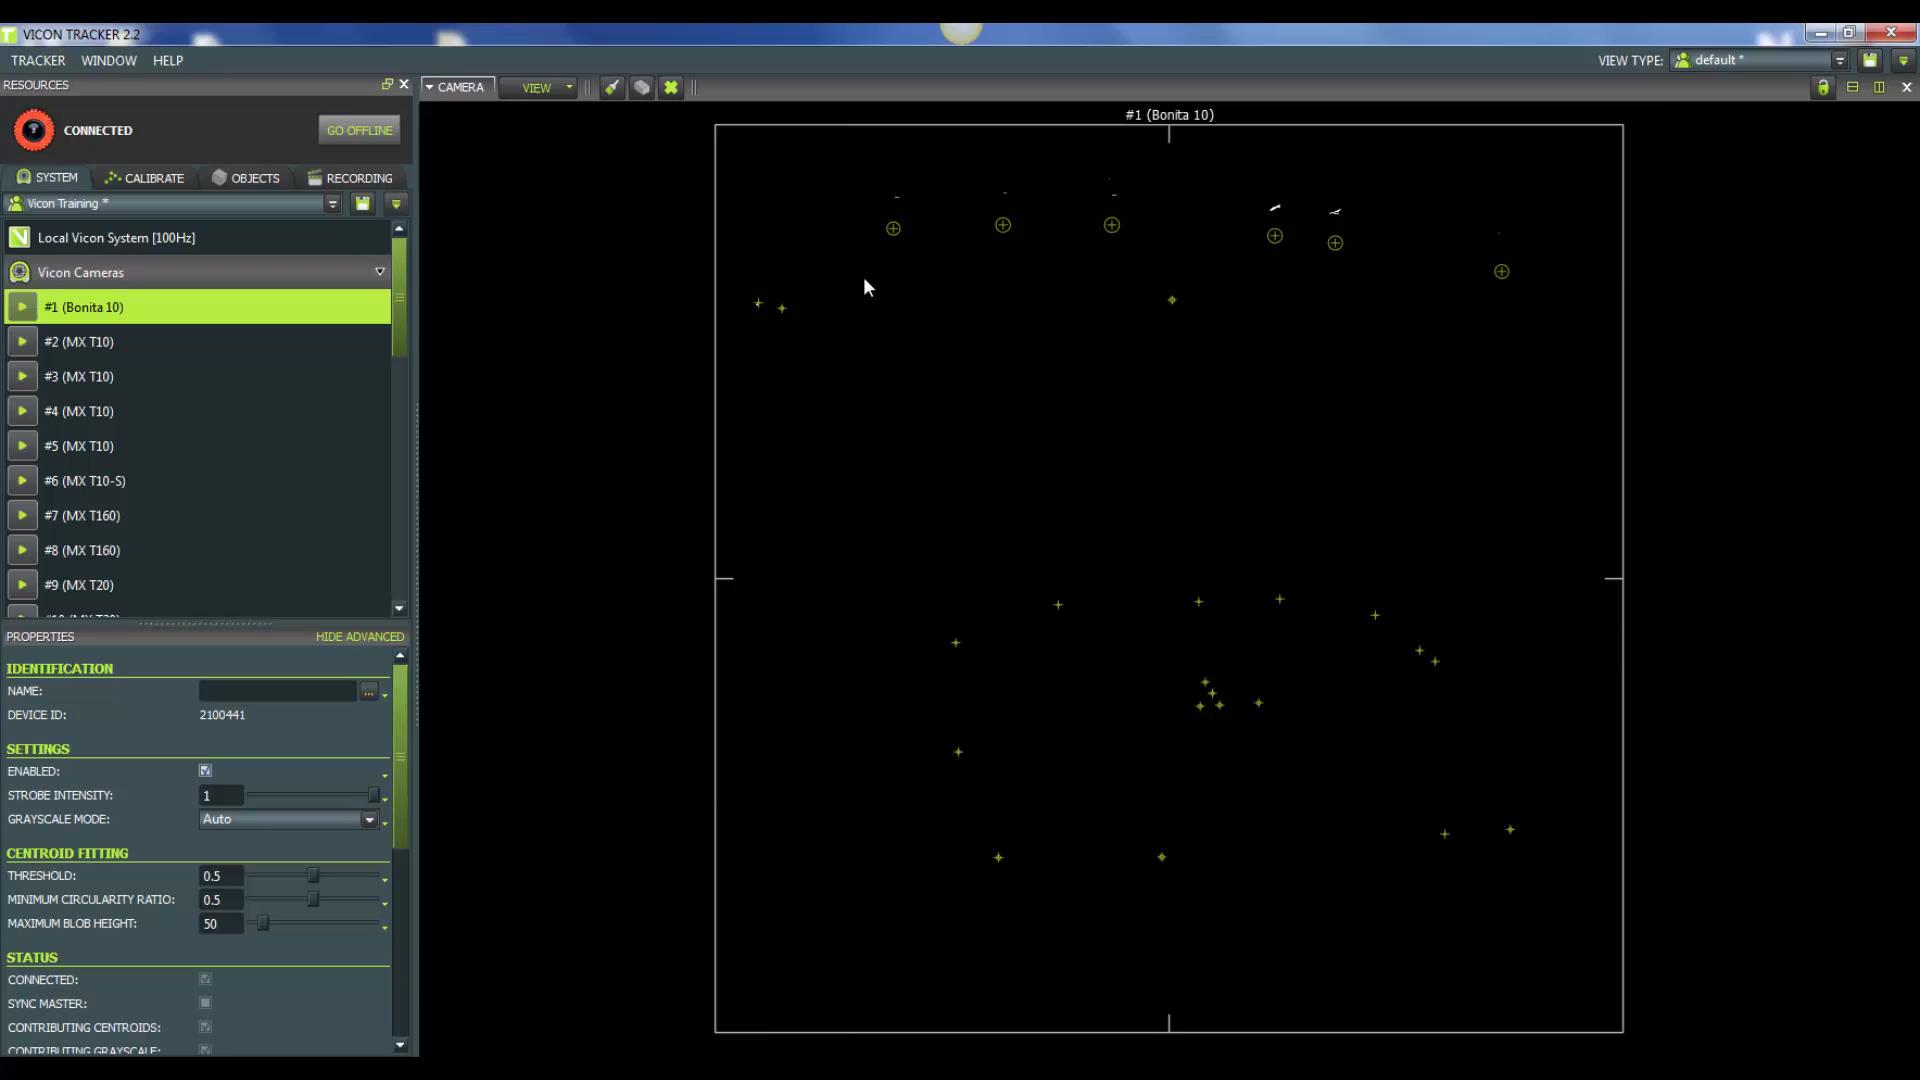 VICON TRACKER 2.2
TRACKER WINDOW HELP
VIEW TYPE: default *
RESOURCES
CAMERA VIEW
#1 (Bonita 10)
CONNECTED GO OFFLINE
SYSTEM CALIBRATE OBJECTS RECORDING
Vicon Training *
Local Vicon System [100Hz]
Vicon Cameras
#1 (Bonita 10)
#2 (MX T10)
#3 (MX T10)
#4 (MX T10)
#5 (MX T10)
#6 (MX T10-S)
#7 (MX T160)
#8 (MX T160)
#9 (MX T20)
PROPERTIES HIDE ADVANCED
IDENTIFICATION
NAME: ...
DEVICE ID: 2100441
SETTINGS
ENABLED:
STROBE INTENSITY: 1
GRAYSCALE MODE: Auto
CENTROID FITTING
THRESHOLD: 0.5
MINIMUM CIRCULARITY RATIO: 0.5
MAXIMUM BLOB HEIGHT: 50
STATUS
CONNECTED:
SYNC MASTER:
CONTRIBUTING CENTROIDS:
CONTRIBUTING GRAYSCALE: